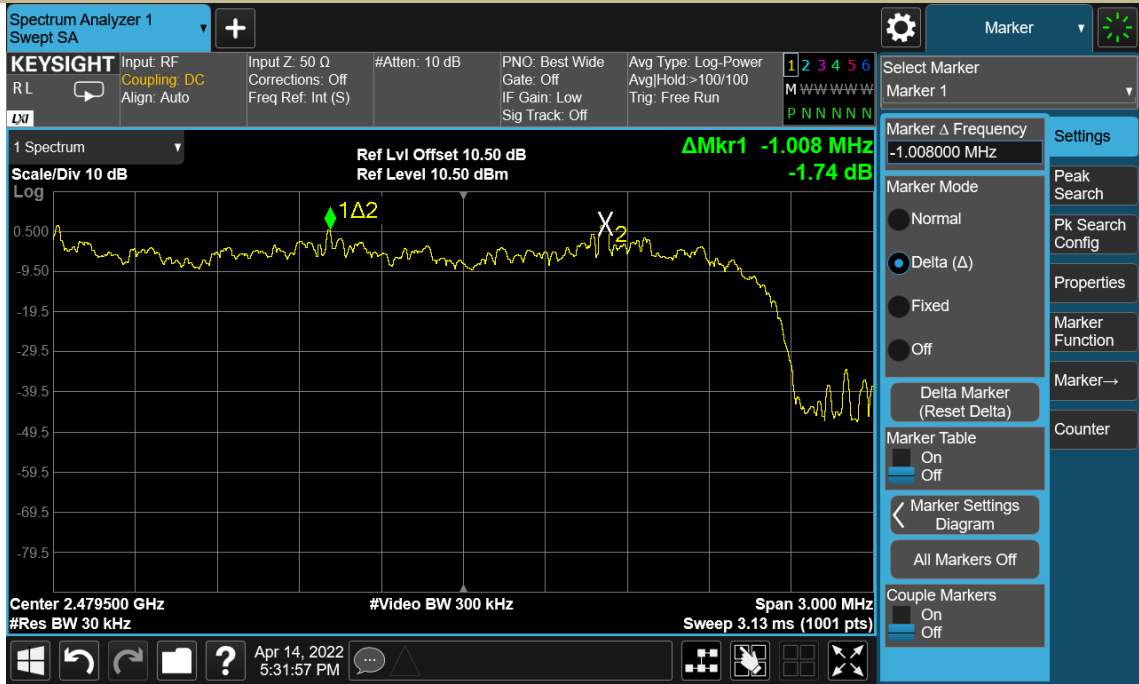 Spectrum Analyzer 1
Swept SA
+
Marker
KEYSIGHT
R L
LXI
Input: RF
Coupling: DC
Align: Auto
Input Z: 50 Ω
Corrections: Off
Freq Ref: Int (S)
#Atten: 10 dB
PNO: Best Wide
Gate: Off
IF Gain: Low
Sig Track: Off
Avg Type: Log-Power
Avg|Hold:>100/100
Trig: Free Run
1 2 3 4 5 6
M W W W W W
P N N N N N
Select Marker
Marker 1
1 Spectrum
Scale/Div 10 dB
Log
Ref Lvl Offset 10.50 dB
Ref Level 10.50 dBm
ΔMkr1 -1.008 MHz
-1.74 dB
1Δ2
X2
0.500
-9.50
-19.5
-29.5
-39.5
-49.5
-59.5
-69.5
-79.5
Center 2.479500 GHz
#Res BW 30 kHz
#Video BW 300 kHz
Span 3.000 MHz
Sweep 3.13 ms (1001 pts)
Marker Δ Frequency
-1.008000 MHz
Marker Mode
Normal
Delta (Δ)
Fixed
Off
Delta Marker
(Reset Delta)
Marker Table
On
Off
Marker Settings
Diagram
All Markers Off
Couple Markers
On
Off
Settings
Peak
Search
Pk Search
Config
Properties
Marker
Function
Marker→
Counter
?
Apr 14, 2022
5:31:57 PM